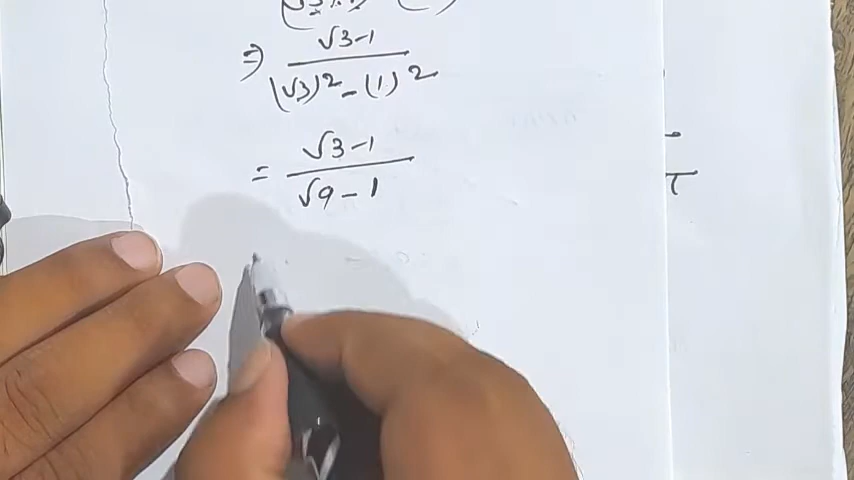 ⇒ √3-1
(√3)² - (1)²
= √3-1
√9 - 1